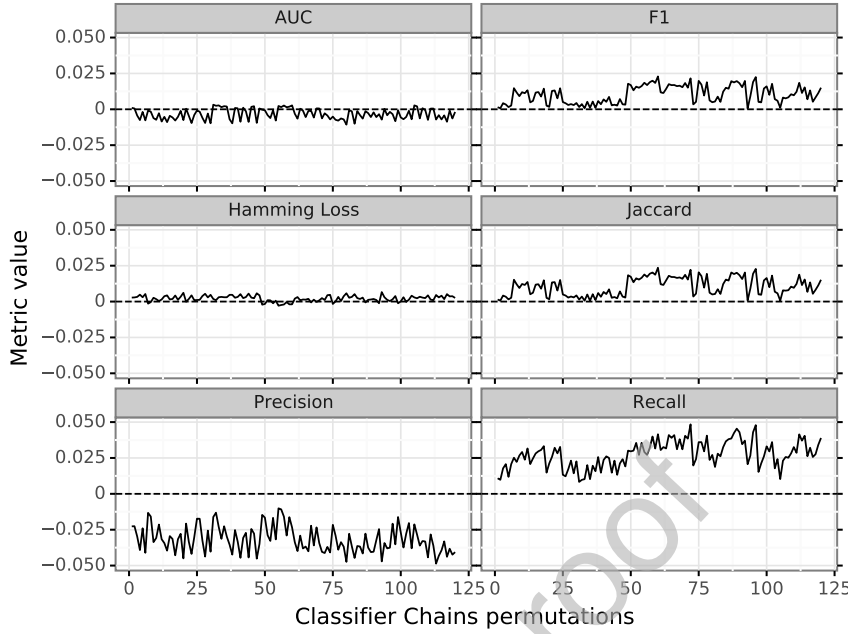 AUC F1
0.050
0.025
0
−0.025
−0.050
Hamming Loss Jaccard
0.050
0.025
0
−0.025
−0.050
Precision Recall
0.050
0.025
0
−0.025
−0.050
0 25 50 75 100 125 0 25 50 75 100 125
Metric value
Classifier Chains permutations
roof